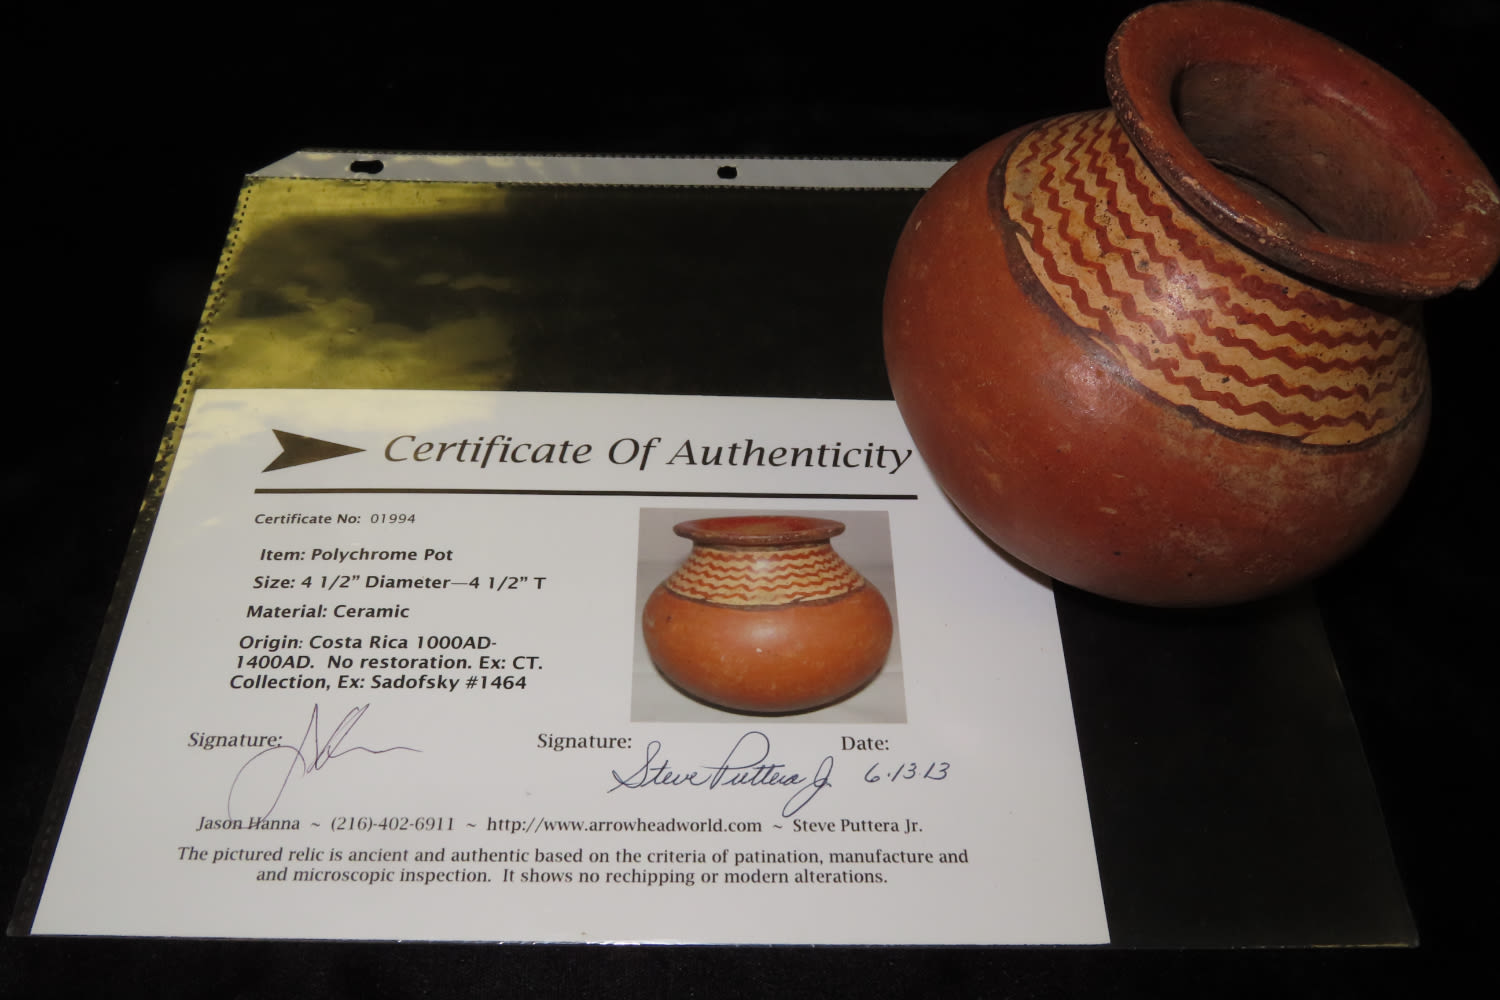 Certificate Of Authenticity
Certificate No: 01994
Item: Polychrome Pot
Size: 4 1/2” Diameter—4 1/2” T
Material: Ceramic
Origin: Costa Rica 1000AD-
1400AD. No restoration. Ex: CT.
Collection, Ex: Sadofsky #1464
Signature:
Signature: Steve Puttera Jr
Date: 6.13.13
Jason Hanna ~ (216)-402-6911 ~ http://www.arrowheadworld.com ~ Steve Puttera Jr.
The pictured relic is ancient and authentic based on the criteria of patination, manufacture and
and microscopic inspection. It shows no rechipping or modern alterations.